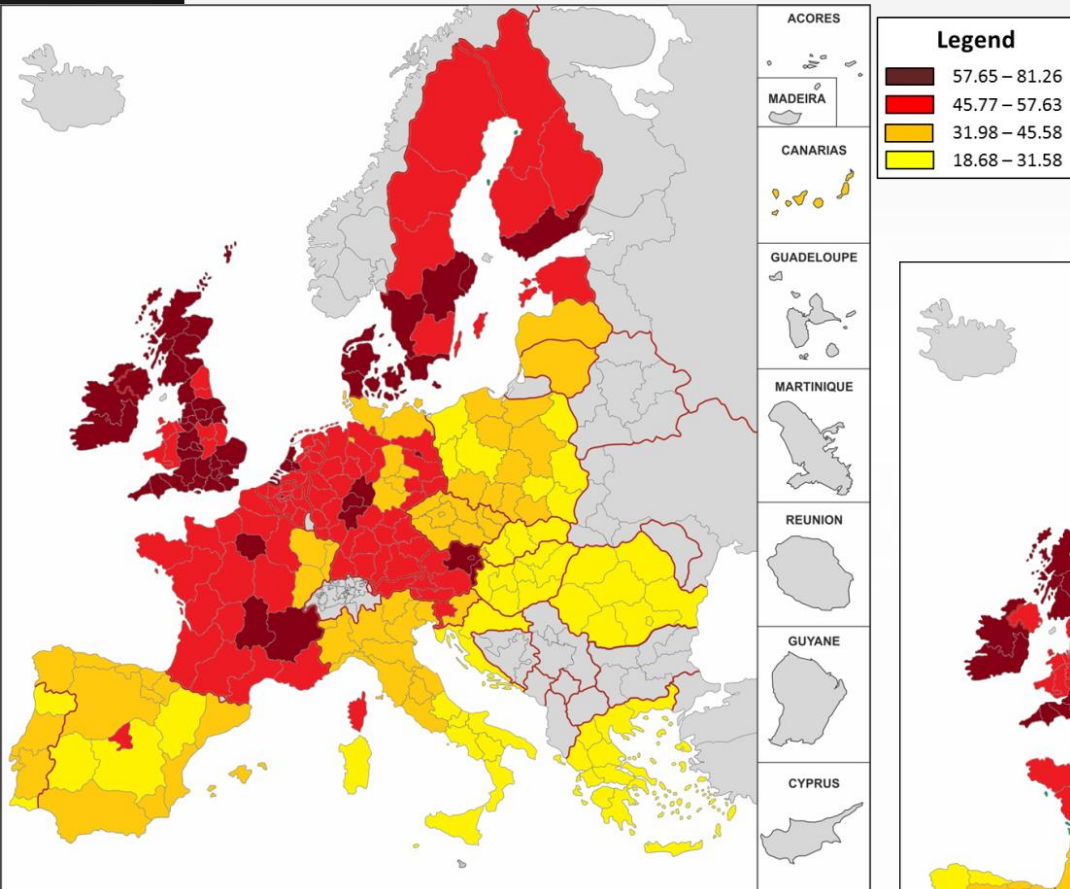 ACORES
MADEIRA
CANARIAS
GUADELOUPE
MARTINIQUE
REUNION
GUYANE
CYPRUS
Legend
57.65 – 81.26
45.77 – 57.63
31.98 – 45.58
18.68 – 31.58